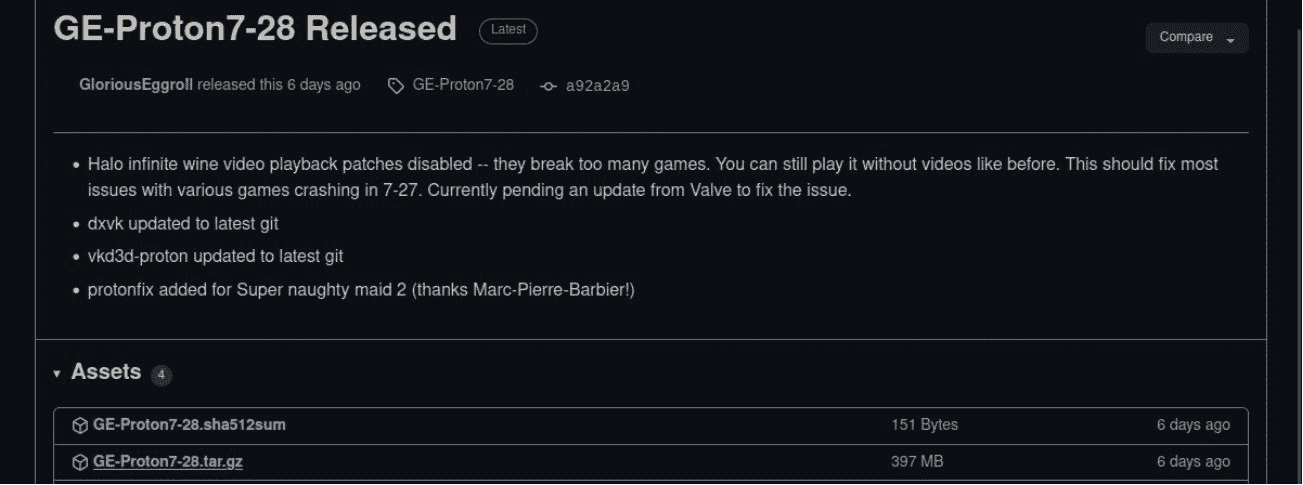 GE-Proton7-28 Released
Latest
Compare
GloriousEggroll released this 6 days ago
GE-Proton7-28
a92a2a9
• Halo infinite wine video playback patches disabled -- they break too many games. You can still play it without videos like before. This should fix most
issues with various games crashing in 7-27. Currently pending an update from Valve to fix the issue.
• dxvk updated to latest git
• vkd3d-proton updated to latest git
• protonfix added for Super naughty maid 2 (thanks Marc-Pierre-Barbier!)
Assets 4
GE-Proton7-28.sha512sum 151 Bytes 6 days ago
GE-Proton7-28.tar.gz 397 MB 6 days ago